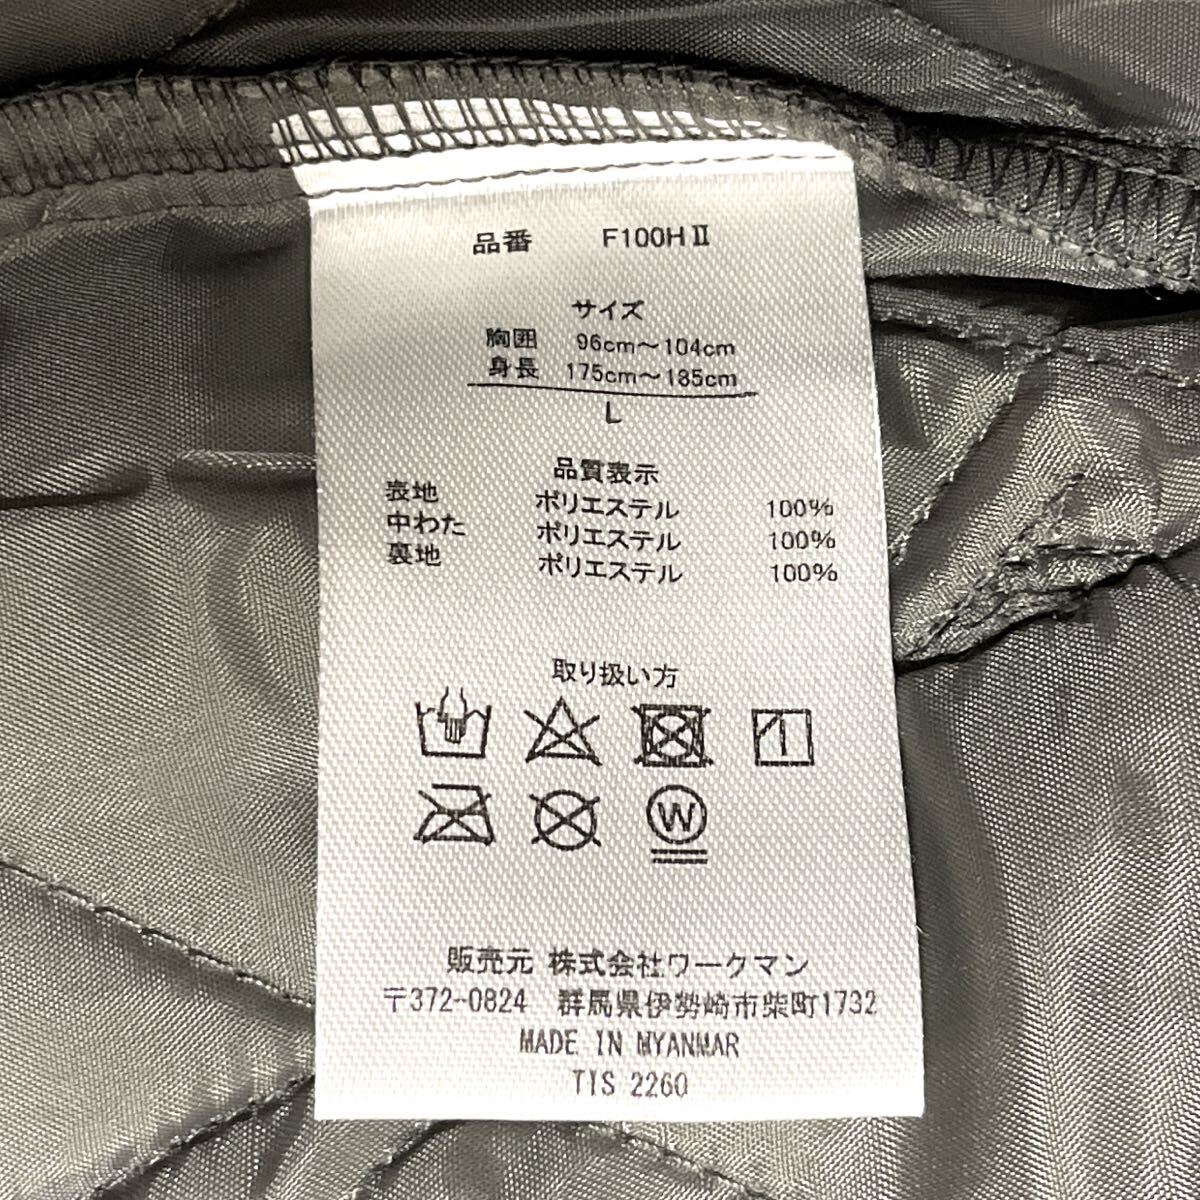 品番 F100HⅡ
サイズ
胸囲 96cm～104cm
身長 175cm～185cm
L
品質表示
表地 ポリエステル 100%
中わた ポリエステル 100%
裏地 ポリエステル 100%
取り扱い方
W
販売元 株式会社ワークマン
〒372-0824 群馬県伊勢崎市柴町1732
MADE IN MYANMAR
TIS 2260